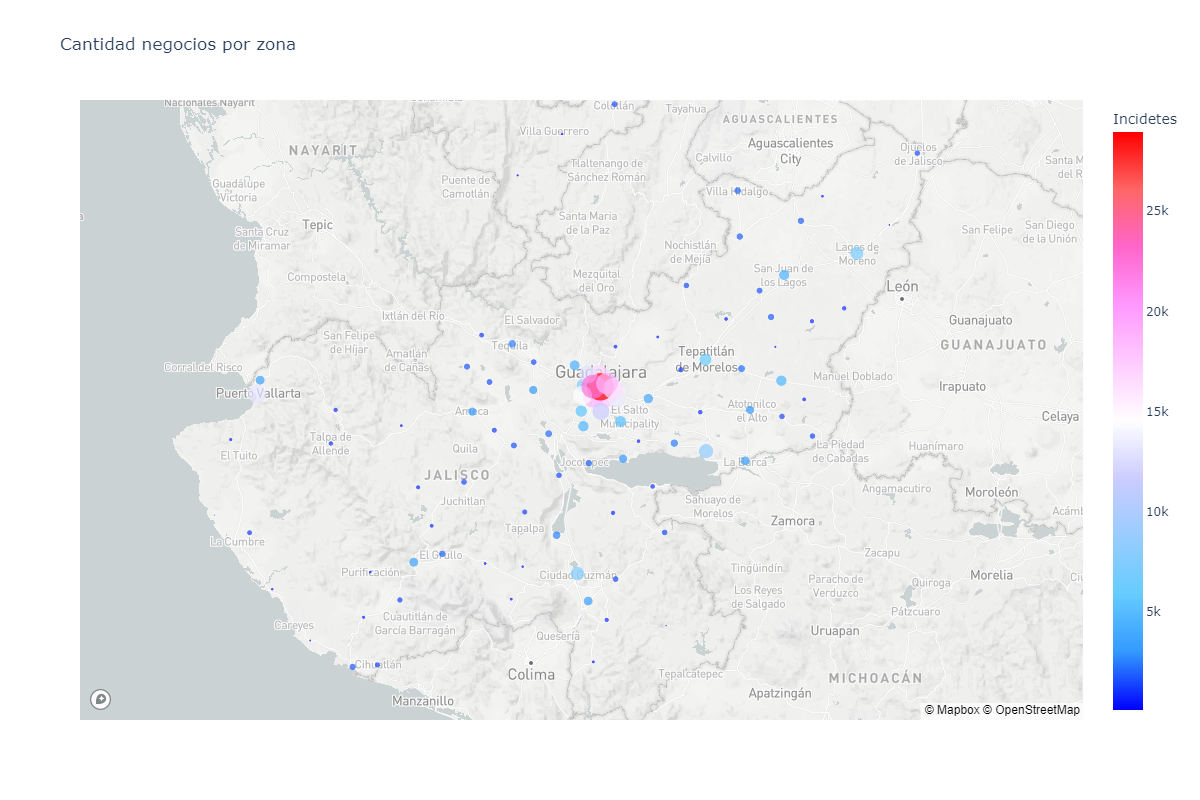 Cantidad negocios por zona
Nacionales Nayarit
Colotlán
Tayahua
AGUASCALIENTES
Villa Guerrero
NAYARIT
Aguascalientes
City
Ojuelos
de Jalisco
Calvillo
Tlaltenango de
Sánchez Román
Santa M
del R
Puente de
Camotlán
Guadalupe
Victoria
Villa Hidalgo
Tepic
Santa Maria
de la Paz
Santa Cruz
de Miramar
San Felipe
San Diego
de la Unión
Nochistlán
de Mejía
Lagos de
Moreno
Compostela
Mezquital
del Oro
San Juan de
los Lagos
León
Ixtlán del Río
El Salvador
Guanajuato
San Felipe
de Híjar
Tequila
GUANAJUATO
Amatlán
de Cañas
Tepatitlán
de Morelos
Corral del Risco
Guadalajara
Manuel Doblado
Irapuato
Puerto Vallarta
Ameca
El Salto
Municipality
Atotonilco
el Alto
Celaya
Talpa de
Allende
El Tuito
Quila
La Piedad
de Cabadas
Huanímaro
Jocotepec
La Barca
JALISCO
Angamacutiro
Moroleón
Juchitlan
Sahuayo de
Morelos
Acámb
Tapalpa
Zamora
La Cumbre
El Grullo
Zacapu
Purificación
Ciudad Guzmán
Tingüindín
Morelia
Ciu
Paracho de
Verduzco
Quiroga
Los Reyes
de Salgado
Pátzcuaro
Careyes
Cuautitlán de
García Barragán
Quesería
Uruapan
Cihuatlán
Colima
Tepalcatepec
MICHOACÁN
Manzanillo
Apatzingán
© Mapbox © OpenStreetMap
Incidetes
25k
20k
15k
10k
5k